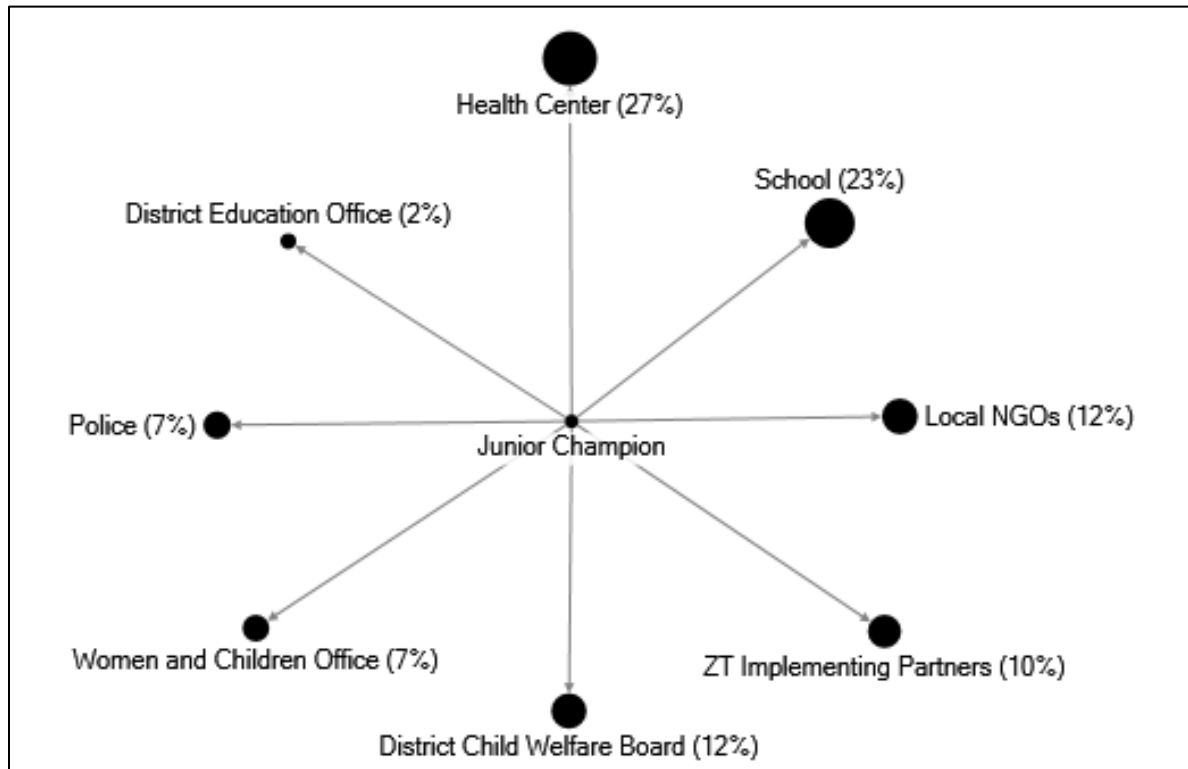 Health Center (27%)
School (23%)
District Education Office (2%)
Police (7%)
Local NGOs (12%)
Junior Champion
Women and Children Office (7%)
ZT Implementing Partners (10%)
District Child Welfare Board (12%)